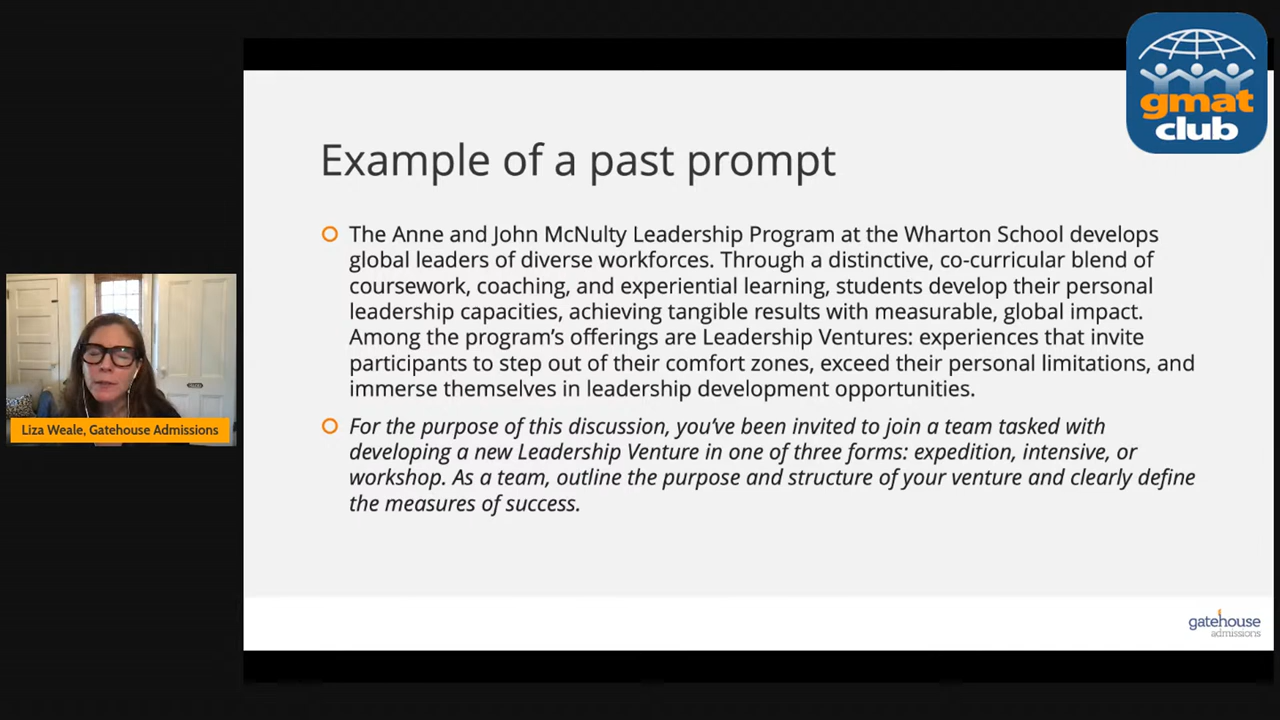 gmat
club
Example of a past prompt
The Anne and John McNulty Leadership Program at the Wharton School develops
global leaders of diverse workforces. Through a distinctive, co-curricular blend of
coursework, coaching, and experiential learning, students develop their personal
leadership capacities, achieving tangible results with measurable, global impact.
Among the program’s offerings are Leadership Ventures: experiences that invite
participants to step out of their comfort zones, exceed their personal limitations, and
immerse themselves in leadership development opportunities.
For the purpose of this discussion, you’ve been invited to join a team tasked with
developing a new Leadership Venture in one of three forms: expedition, intensive, or
workshop. As a team, outline the purpose and structure of your venture and clearly define
the measures of success.
Liza Weale, Gatehouse Admissions
gatehouse
admissions